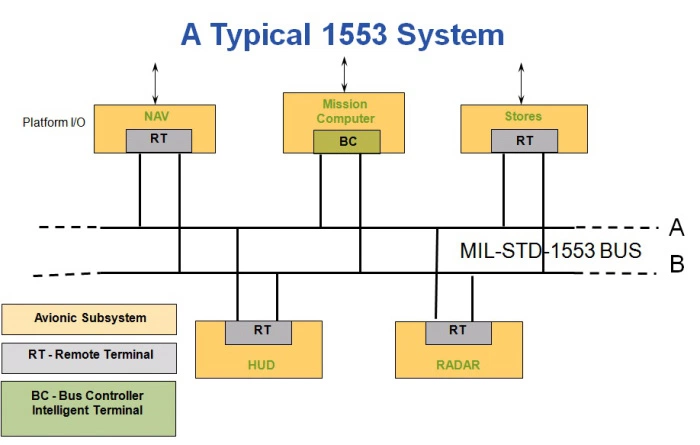 A Typical 1553 System
Platform I/O
NAV
RT
Mission
Computer
BC
Stores
RT
A
MIL-STD-1553 BUS
B
Avionic Subsystem
RT - Remote Terminal
BC - Bus Controller
Intelligent Terminal
RT
HUD
RT
RADAR